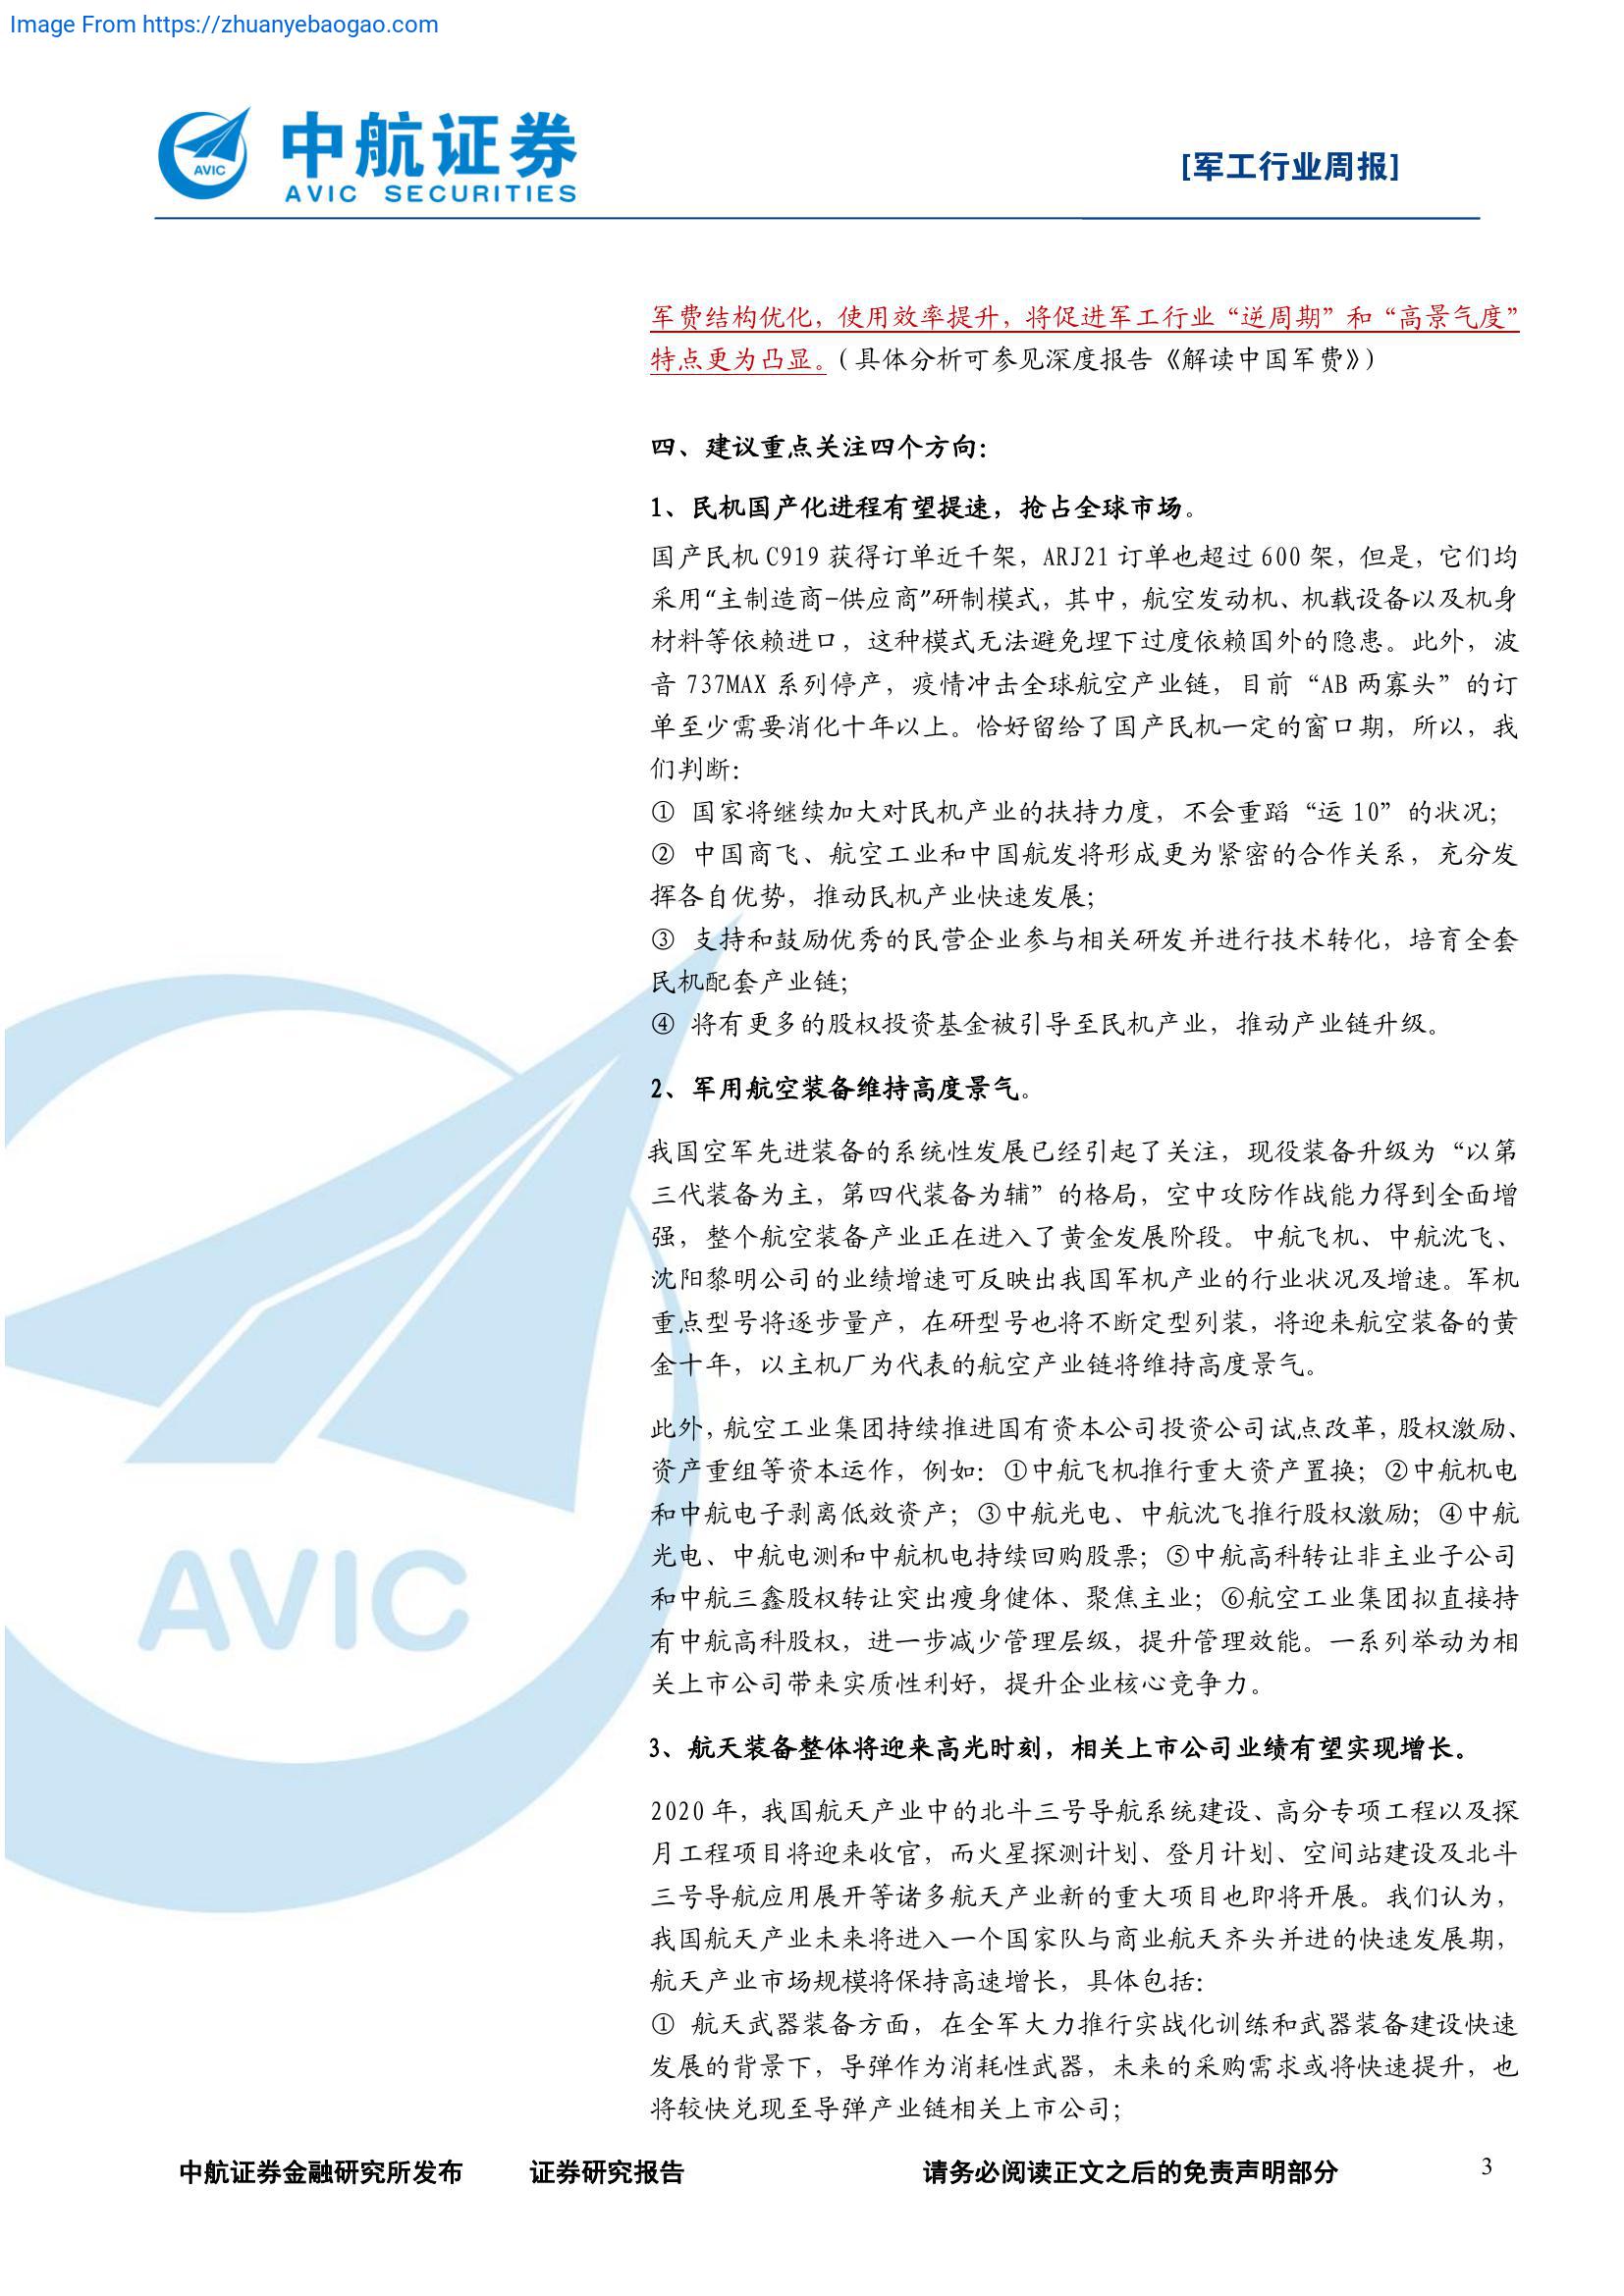 Image From https://zhuanyebaogao.com
中航证券
AVIC SECURITIES
AVIC
[军工行业周报]
军费结构优化，使用效率提升，将促进军工行业“逆周期”和“高景气度”
特点更为凸显。（具体分析可参见深度报告《解读中国军费》）
四、建议重点关注四个方向：
1、民机国产化进程有望提速，抢占全球市场。
国产民机 C919 获得订单近千架，ARJ21 订单也超过 600 架，但是，它们均
采用“主制造商-供应商”研制模式，其中，航空发动机、机载设备以及机身
材料等依赖进口，这种模式无法避免埋下过度依赖国外的隐患。此外，波
音 737MAX 系列停产，疫情冲击全球航空产业链，目前“AB 两寡头”的订
单至少需要消化十年以上。恰好留给了国产民机一定的窗口期，所以，我
们判断：
① 国家将继续加大对民机产业的扶持力度，不会重蹈“运 10”的状况；
② 中国商飞、航空工业和中国航发将形成更为紧密的合作关系，充分发
挥各自优势，推动民机产业快速发展；
③ 支持和鼓励优秀的民营企业参与相关研发并进行技术转化，培育全套
民机配套产业链；
④ 将有更多的股权投资基金被引导至民机产业，推动产业链升级。
2、军用航空装备维持高度景气。
我国空军先进装备的系统性发展已经引起了关注，现役装备升级为“以第
三代装备为主，第四代装备为辅”的格局，空中攻防作战能力得到全面增
强，整个航空装备产业正在进入了黄金发展阶段。中航飞机、中航沈飞、
沈阳黎明公司的业绩增速可反映出我国军机产业的行业状况及增速。军机
重点型号将逐步量产，在研型号也将不断定型列装，将迎来航空装备的黄
金十年，以主机厂为代表的航空产业链将维持高度景气。
此外，航空工业集团持续推进国有资本公司投资公司试点改革，股权激励、
资产重组等资本运作，例如：①中航飞机推行重大资产置换；②中航机电
和中航电子剥离低效资产；③中航光电、中航沈飞推行股权激励；④中航
光电、中航电测和中航机电持续回购股票；⑤中航高科转让非主业子公司
和中航三鑫股权转让突出瘦身健体、聚焦主业；⑥航空工业集团拟直接持
有中航高科股权，进一步减少管理层级，提升管理效能。一系列举动为相
关上市公司带来实质性利好，提升企业核心竞争力。
AVIC
3、航天装备整体将迎来高光时刻，相关上市公司业绩有望实现增长。
2020 年，我国航天产业中的北斗三号导航系统建设、高分专项工程以及探
月工程项目将迎来收官，而火星探测计划、登月计划、空间站建设及北斗
三号导航应用展开等诸多航天产业新的重大项目也即将开展。我们认为，
我国航天产业未来将进入一个国家队与商业航天齐头并进的快速发展期，
航天产业市场规模将保持高速增长，具体包括：
① 航天武器装备方面，在全军大力推行实战化训练和武器装备建设快速
发展的背景下，导弹作为消耗性武器，未来的采购需求或将快速提升，也
将较快兑现至导弹产业链相关上市公司；
中航证券金融研究所发布 证券研究报告 请务必阅读正文之后的免责声明部分 3